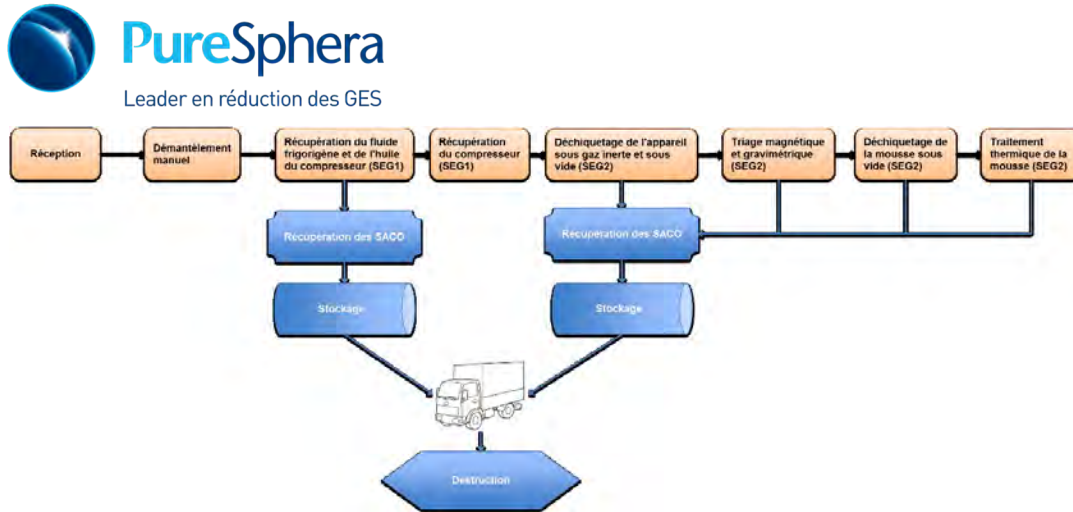 PureSphera
Leader en réduction des GES
Réception
Démantèlement
manuel
Récupération du fluide
frigorigène et de l'huile
du compresseur (SEG1)
Récupération
du compresseur
(SEG1)
Déchiquetage de l'appareil
sous gaz inerte et sous
vide (SEG2)
Triage magnétique
et gravimétrique
(SEG2)
Déchiquetage de
la mousse sous
vide (SEG2)
Traitement
thermique de la
mousse (SEG2)
Récupération des SACO
Récupération des SACO
Stockage
Stockage
Destruction